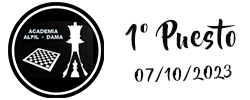 ACADEMIA
ALFIL - DAMA
1º Puesto
07/10/2023